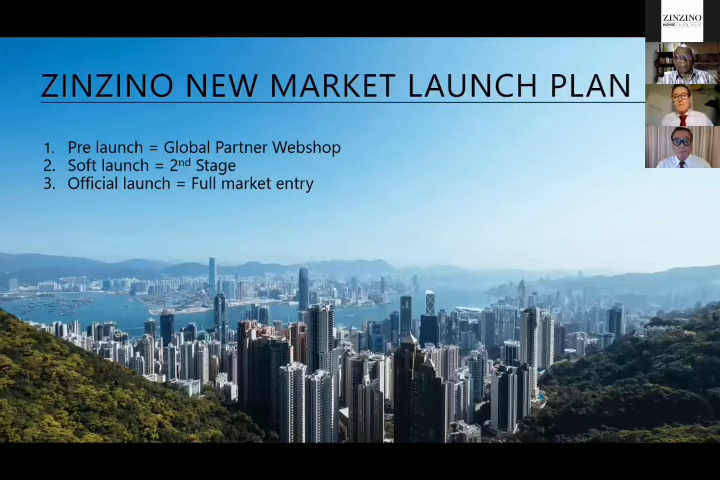 ZINZINO
ZINZINO NEW MARKET LAUNCH PLAN
1. Pre launch = Global Partner Webshop
2. Soft launch = 2nd Stage
3. Official launch = Full market entry